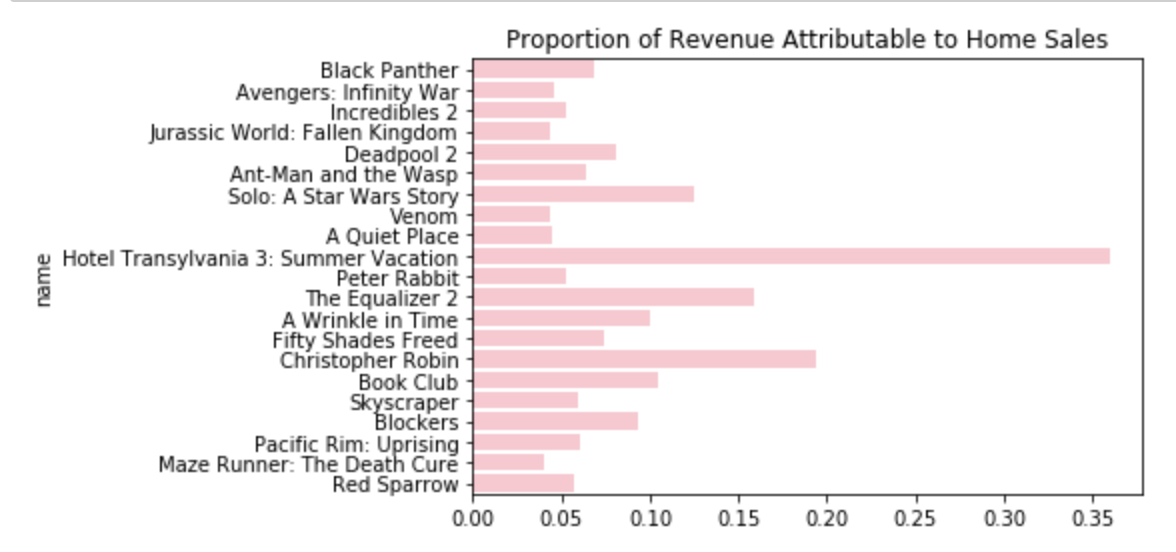 Proportion of Revenue Attributable to Home Sales
Black Panther
Avengers: Infinity War
Incredibles 2
Jurassic World: Fallen Kingdom
Deadpool 2
Ant-Man and the Wasp
Solo: A Star Wars Story
Venom
A Quiet Place
Hotel Transylvania 3: Summer Vacation
Peter Rabbit
The Equalizer 2
A Wrinkle in Time
Fifty Shades Freed
Christopher Robin
Book Club
Skyscraper
Blockers
Pacific Rim: Uprising
Maze Runner: The Death Cure
Red Sparrow
name
0.00 0.05 0.10 0.15 0.20 0.25 0.30 0.35